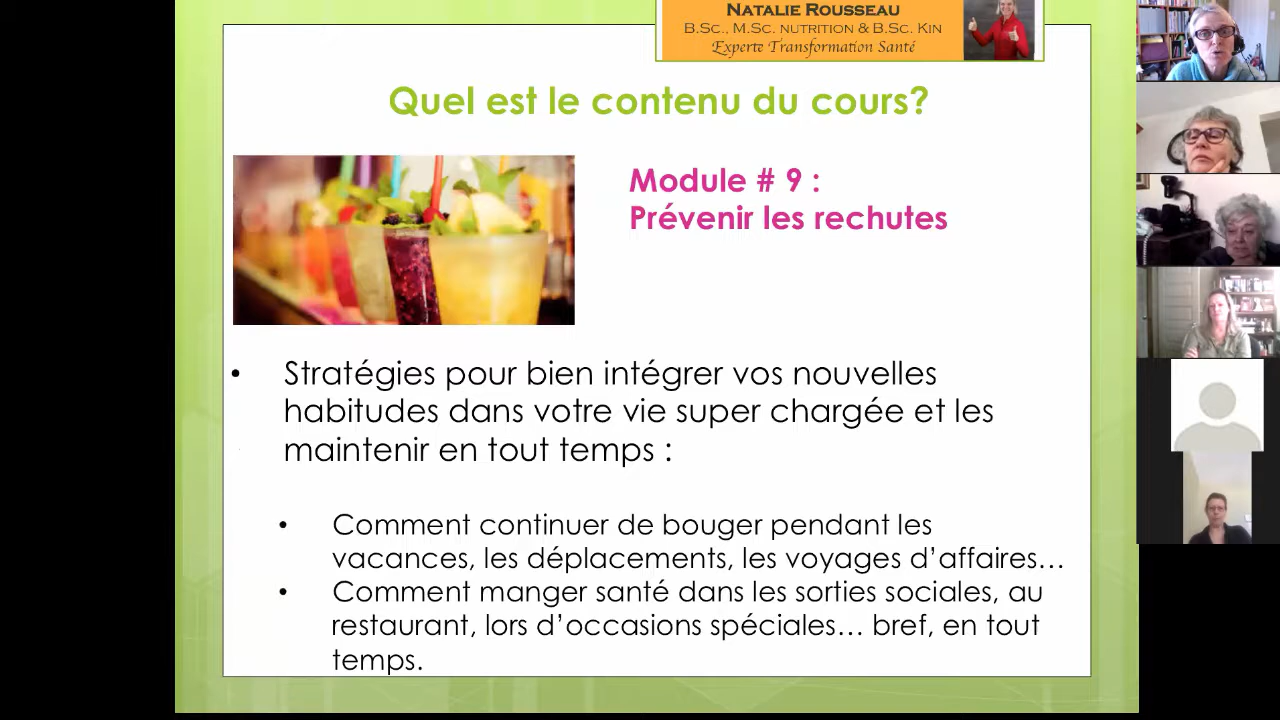 NATALIE ROUSSEAU
B.SC., M.SC. NUTRITION & B.SC. KIN
Experte Transformation Santé
Quel est le contenu du cours?
Module # 9 :
Prévenir les rechutes
• Stratégies pour bien intégrer vos nouvelles
habitudes dans votre vie super chargée et les
maintenir en tout temps :
• Comment continuer de bouger pendant les
vacances, les déplacements, les voyages d’affaires…
• Comment manger santé dans les sorties sociales, au
restaurant, lors d’occasions spéciales… bref, en tout
temps.